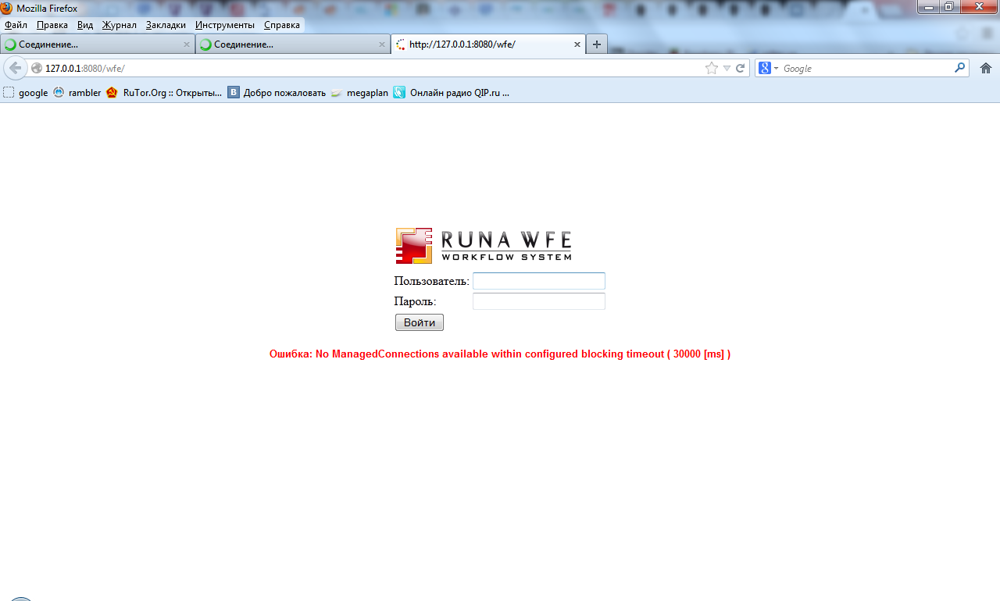 Mozilla Firefox
Файл Правка Вид Журнал Закладки Инструменты Справка
Соединение... Соединение... http://127.0.0.1:8080/wfe/
127.0.0.1:8080/wfe/ 8 Google
google rambler RuTor.Org :: Открыты... B Добро пожаловать megaplan Онлайн радио QIP.ru ...
RUNA WFE
WORKFLOW SYSTEM
Пользователь:
Пароль:
Войти
Ошибка: No ManagedConnections available within configured blocking timeout ( 30000 [ms] )